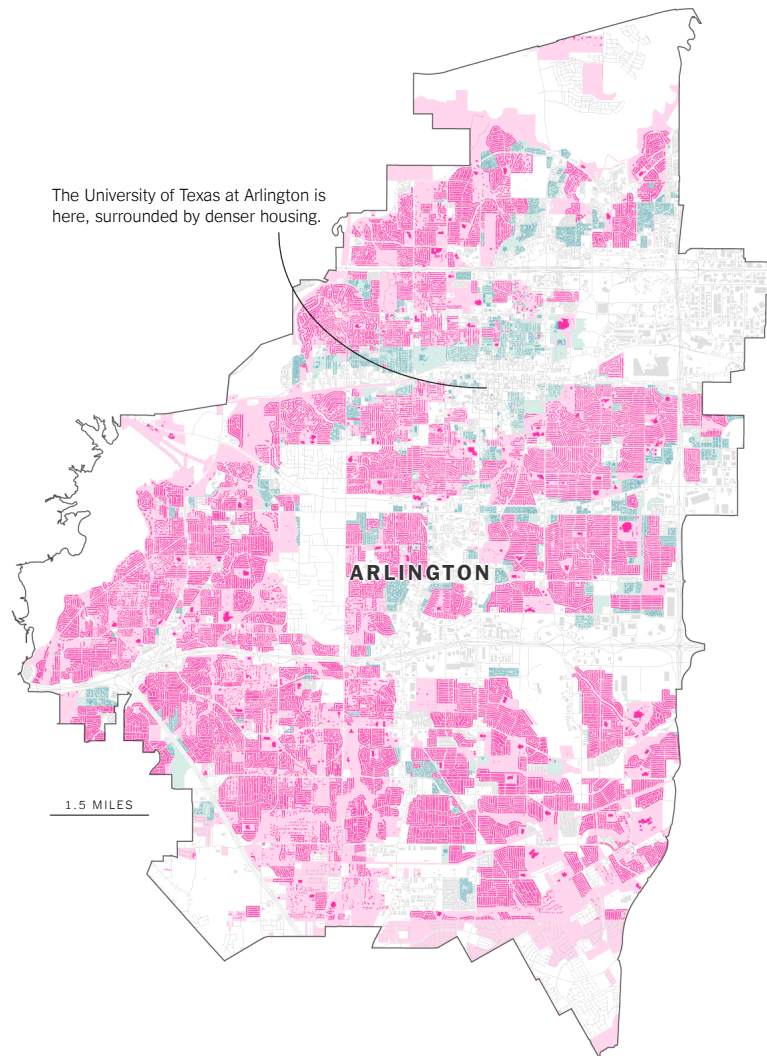 The University of Texas at Arlington is
here, surrounded by denser housing.
ARLINGTON
1.5 MILES